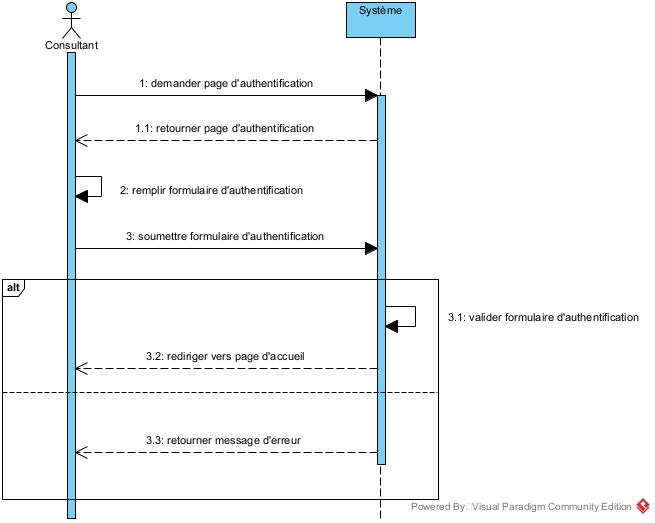 Système
Consultant
1: demander page d'authentification
1.1: retourner page d'authentification
2: remplir formulaire d'authentification
3: soumettre formulaire d'authentification
alt
3.1: valider formulaire d'authentification
3.2: rediriger vers page d'accueil
3.3: retourner message d'erreur
Powered By Visual Paradigm Community Edition